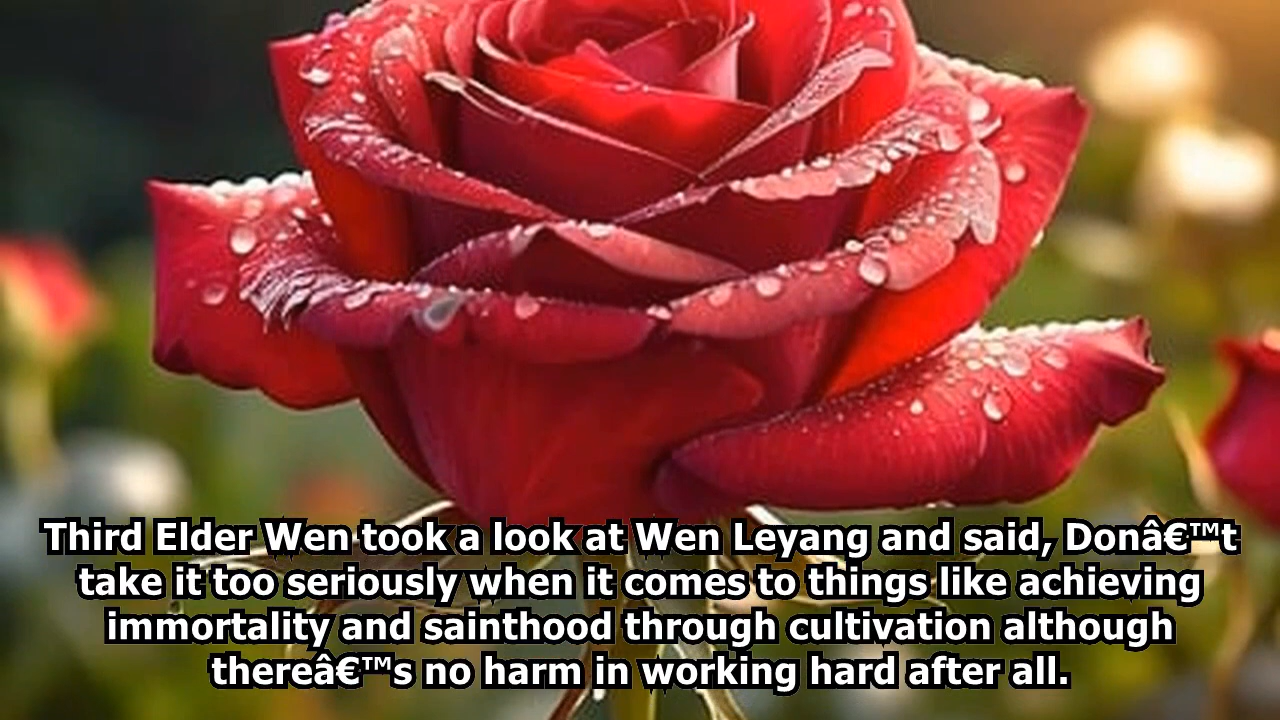 Third Elder Wen took a look at Wen Leyang and said, Donâ€™t
take it too seriously when it comes to things like achieving
immortality and sainthood through cultivation although
thereâ€™s no harm in working hard after all.